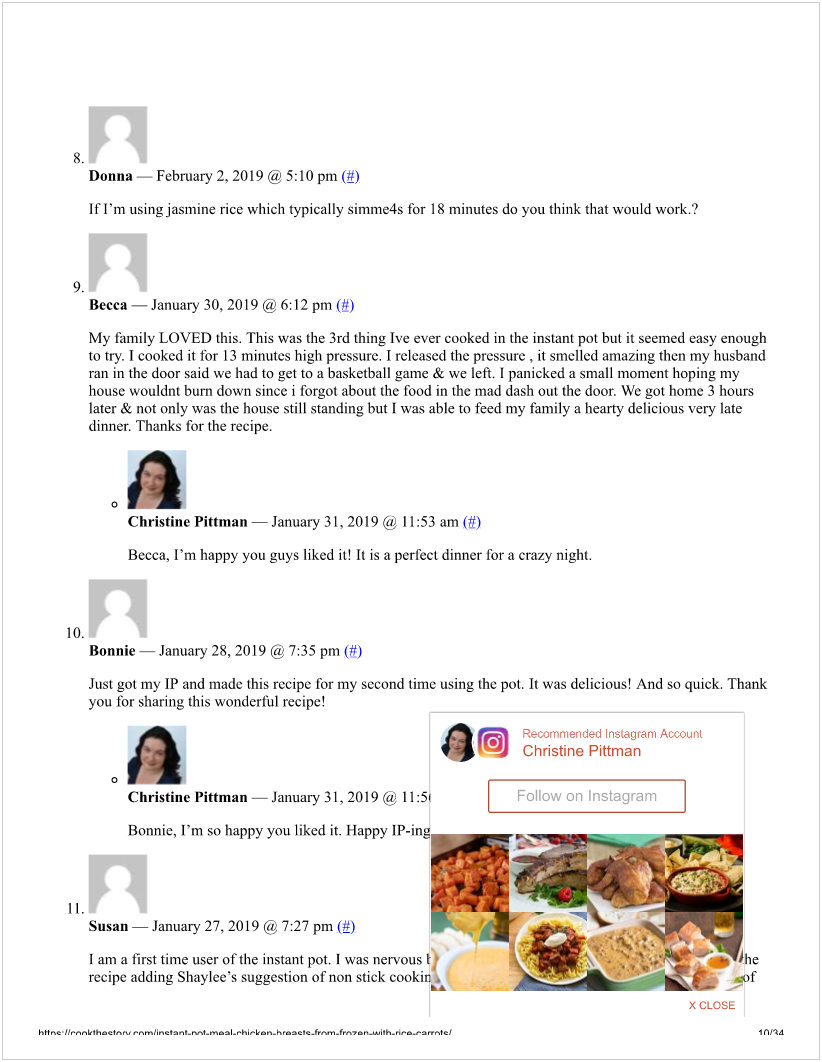 8.
Donna — February 2, 2019 @ 5:10 pm (#)
If I’m using jasmine rice which typically simme4s for 18 minutes do you think that would work.?
9.
Becca — January 30, 2019 @ 6:12 pm (#)
My family LOVED this. This was the 3rd thing Ive ever cooked in the instant pot but it seemed easy enough
to try. I cooked it for 13 minutes high pressure. I released the pressure , it smelled amazing then my husband
ran in the door said we had to get to a basketball game & we left. I panicked a small moment hoping my
house wouldnt burn down since i forgot about the food in the mad dash out the door. We got home 3 hours
later & not only was the house still standing but I was able to feed my family a hearty delicious very late
dinner. Thanks for the recipe.
Christine Pittman — January 31, 2019 @ 11:53 am (#)
Becca, I’m happy you guys liked it! It is a perfect dinner for a crazy night.
10.
Bonnie — January 28, 2019 @ 7:35 pm (#)
Just got my IP and made this recipe for my second time using the pot. It was delicious! And so quick. Thank
you for sharing this wonderful recipe!
Christine Pittman — January 31, 2019 @ 11:5
Bonnie, I’m so happy you liked it. Happy IP-ing
11.
Susan — January 27, 2019 @ 7:27 pm (#)
I am a first time user of the instant pot. I was nervous
recipe adding Shaylee’s suggestion of non stick of
Recommended Instagram Account
Christine Pittman
Follow on Instagram
X CLOSE
https://cookthestory.com/instant-pot-meal-chicken-breasts-from-frozen-with-rice-carrots/
10/34